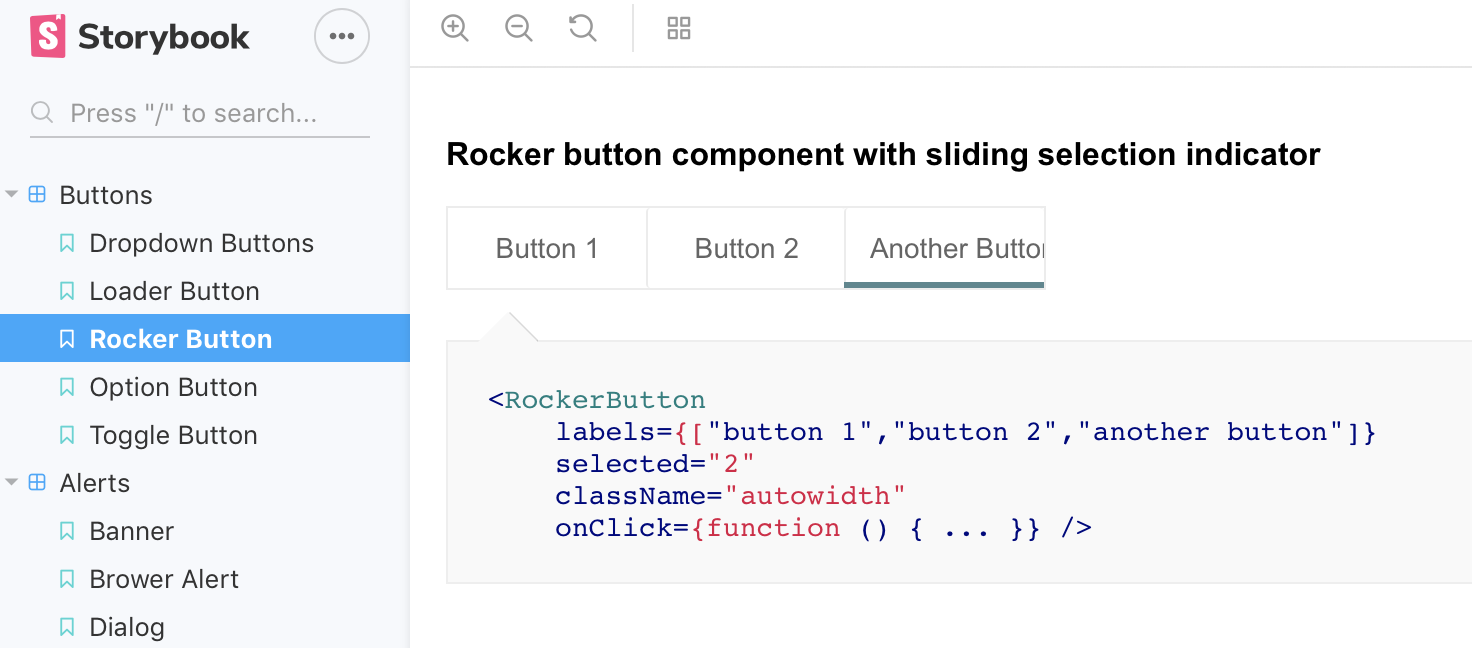 Storybook
Press "/" to search...
Buttons
Dropdown Buttons
Loader Button
Rocker Button
Option Button
Toggle Button
Alerts
Banner
Brower Alert
Dialog
Rocker button component with sliding selection indicator
Button 1
Button 2
Another Button
<RockerButton
labels={["button 1","button 2","another button"]}
selected="2"
className="autowidth"
onClick={function () { ... }} />